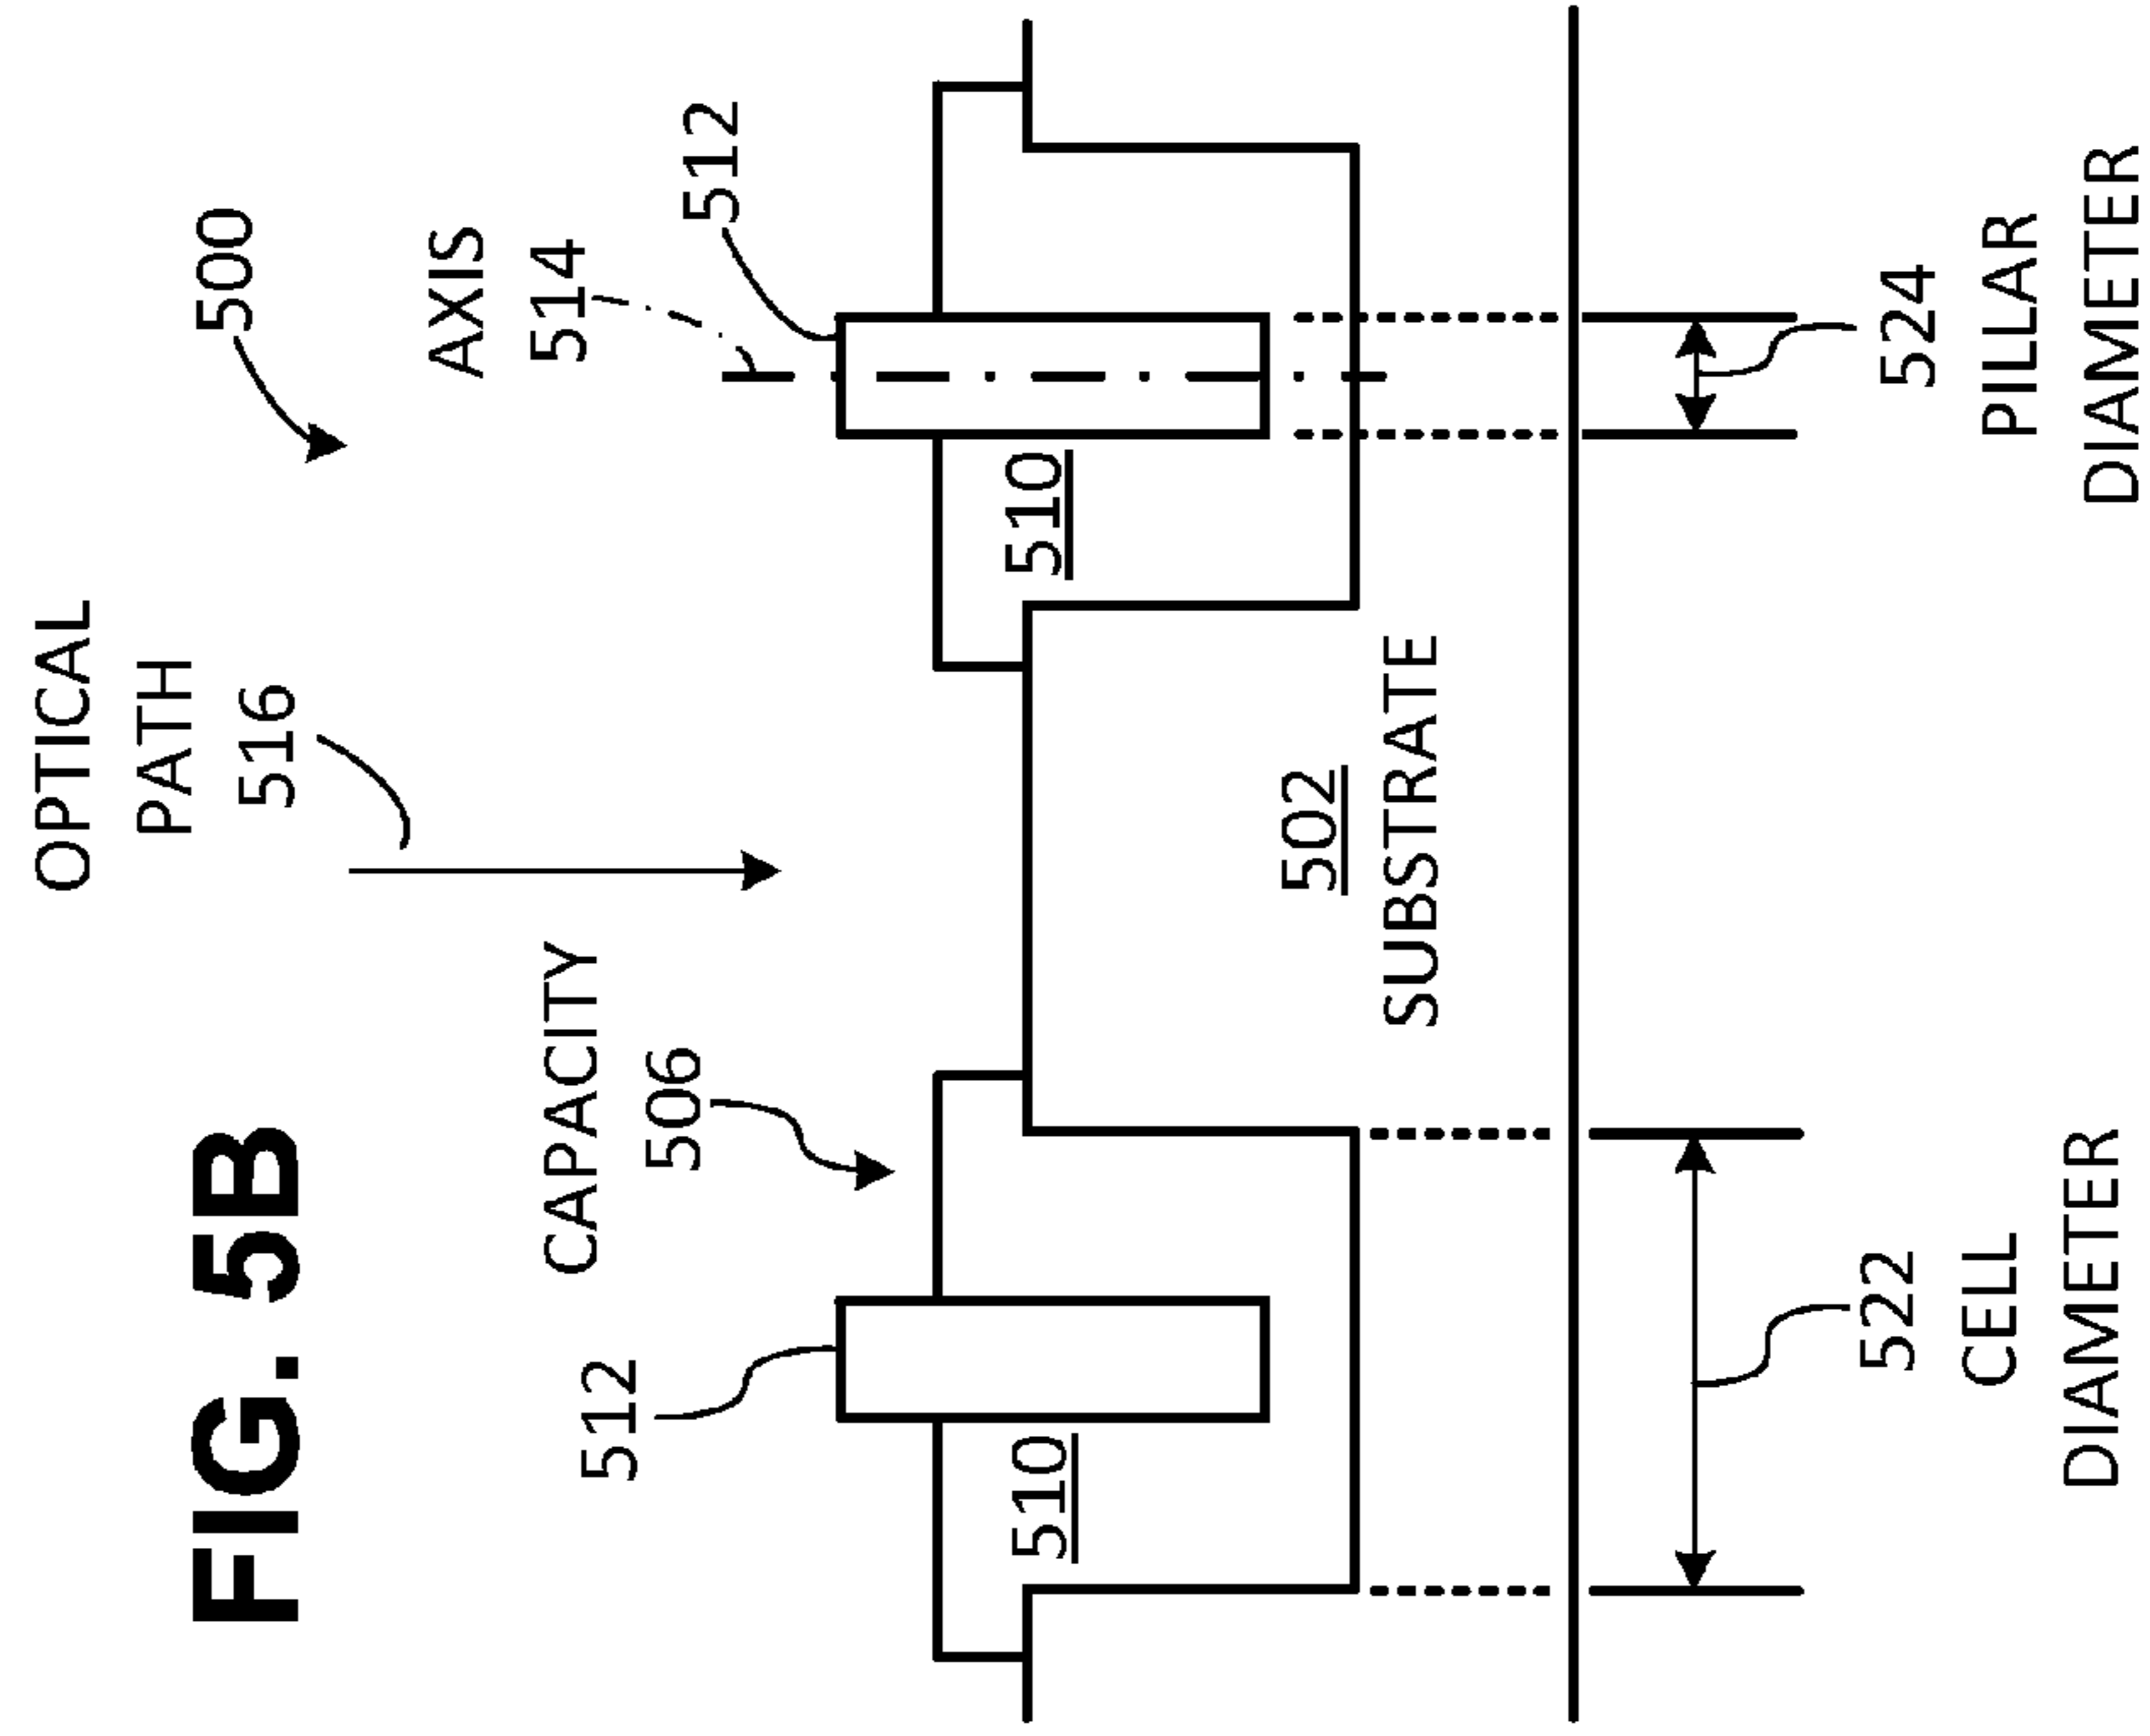 FIG. 5B
OPTICAL
PATH
516
500
CAPACITY
506
AXIS
514
512
512
510
510
502
SUBSTRATE
522
CELL
DIAMETER
524
PILLAR
DIAMETER